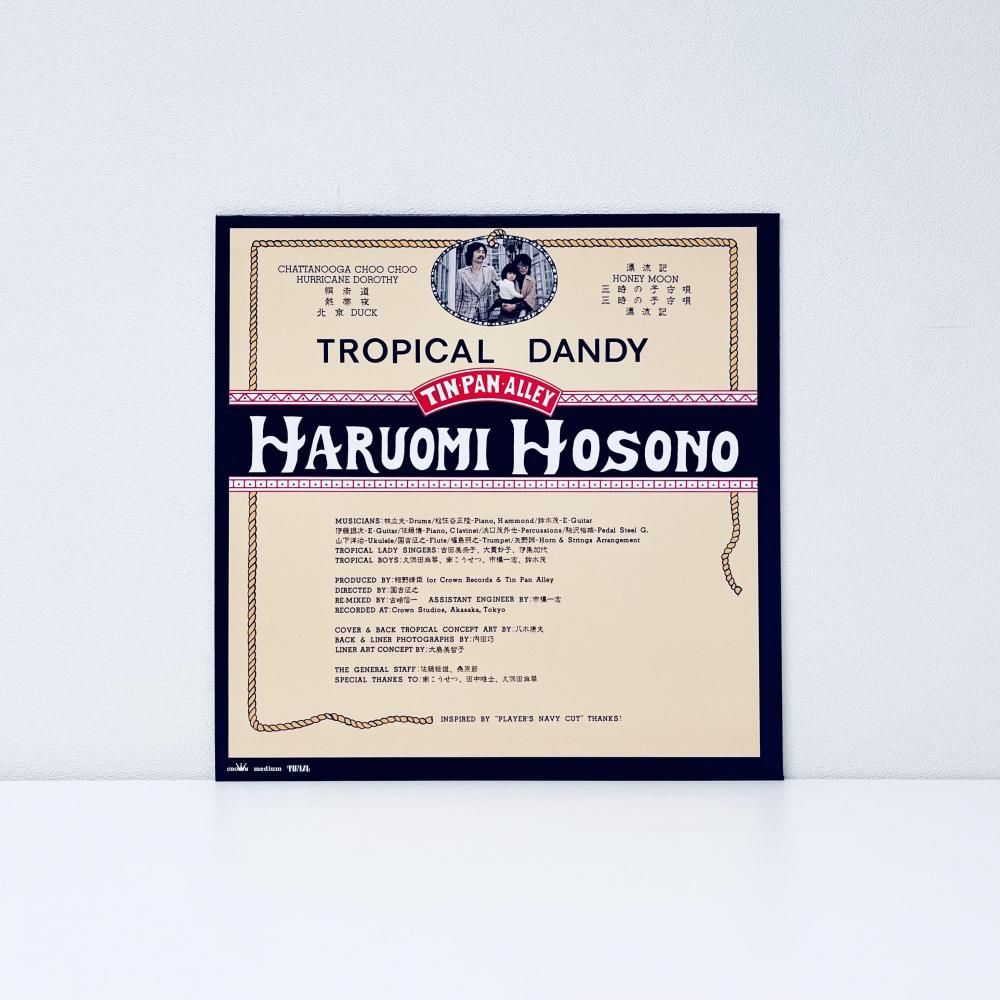 CHATTANOOGA CHOO CHOO
HURRICANE DOROTHY
絹街道
熱帯夜
北京 DUCK
漂流記
HONEY MOON
三時の子守唄
三時の子守唄
漂流記
TROPICAL DANDY
TIN·PAN·ALLEY
HARUOMI HOSONO
MUSICIANS:林立夫-Drums/松任谷正隆-Piano, Hammond/鈴木茂-E·Guitar
伊藤銀次-E·Guitar/佐藤博-Piano, Clavinet/浜口茂外也-Percussions/駒沢裕城-Pedal Steel G.
山下洋治-Ukulele/国吉征之-Flute/福島照之-Trumpet/矢野誠-Horn & Strings Arrangement
TROPICAL LADY SINGERS:吉田美奈子、大貫妙子、伊集加代
TROPICAL BOYS:久保田麻琴、南こうせつ、市橋一宏、鈴木茂
PRODUCED BY:細野晴臣 for Crown Records & Tin Pan Alley
DIRECTED BY:国吉征之
RE-MIXED BY:吉崎信一 ASSISTANT ENGINEER BY:市橋一宏
RECORDED AT:Crown Studios, Akasaka, Tokyo
COVER & BACK TROPICAL CONCEPT ART BY:八木康夫
BACK & LINER PHOTOGRAPHS BY:内田巧
LINER ART CONCEPT BY:大島美智子
THE GENERAL STAFF:佐藤
SPECIAL THANKS TO:南こうせつ、田中唯士、久保田麻琴
INSPIRED BY "PLAYER'S NAVY CUT" THANKS!
CROWN medium